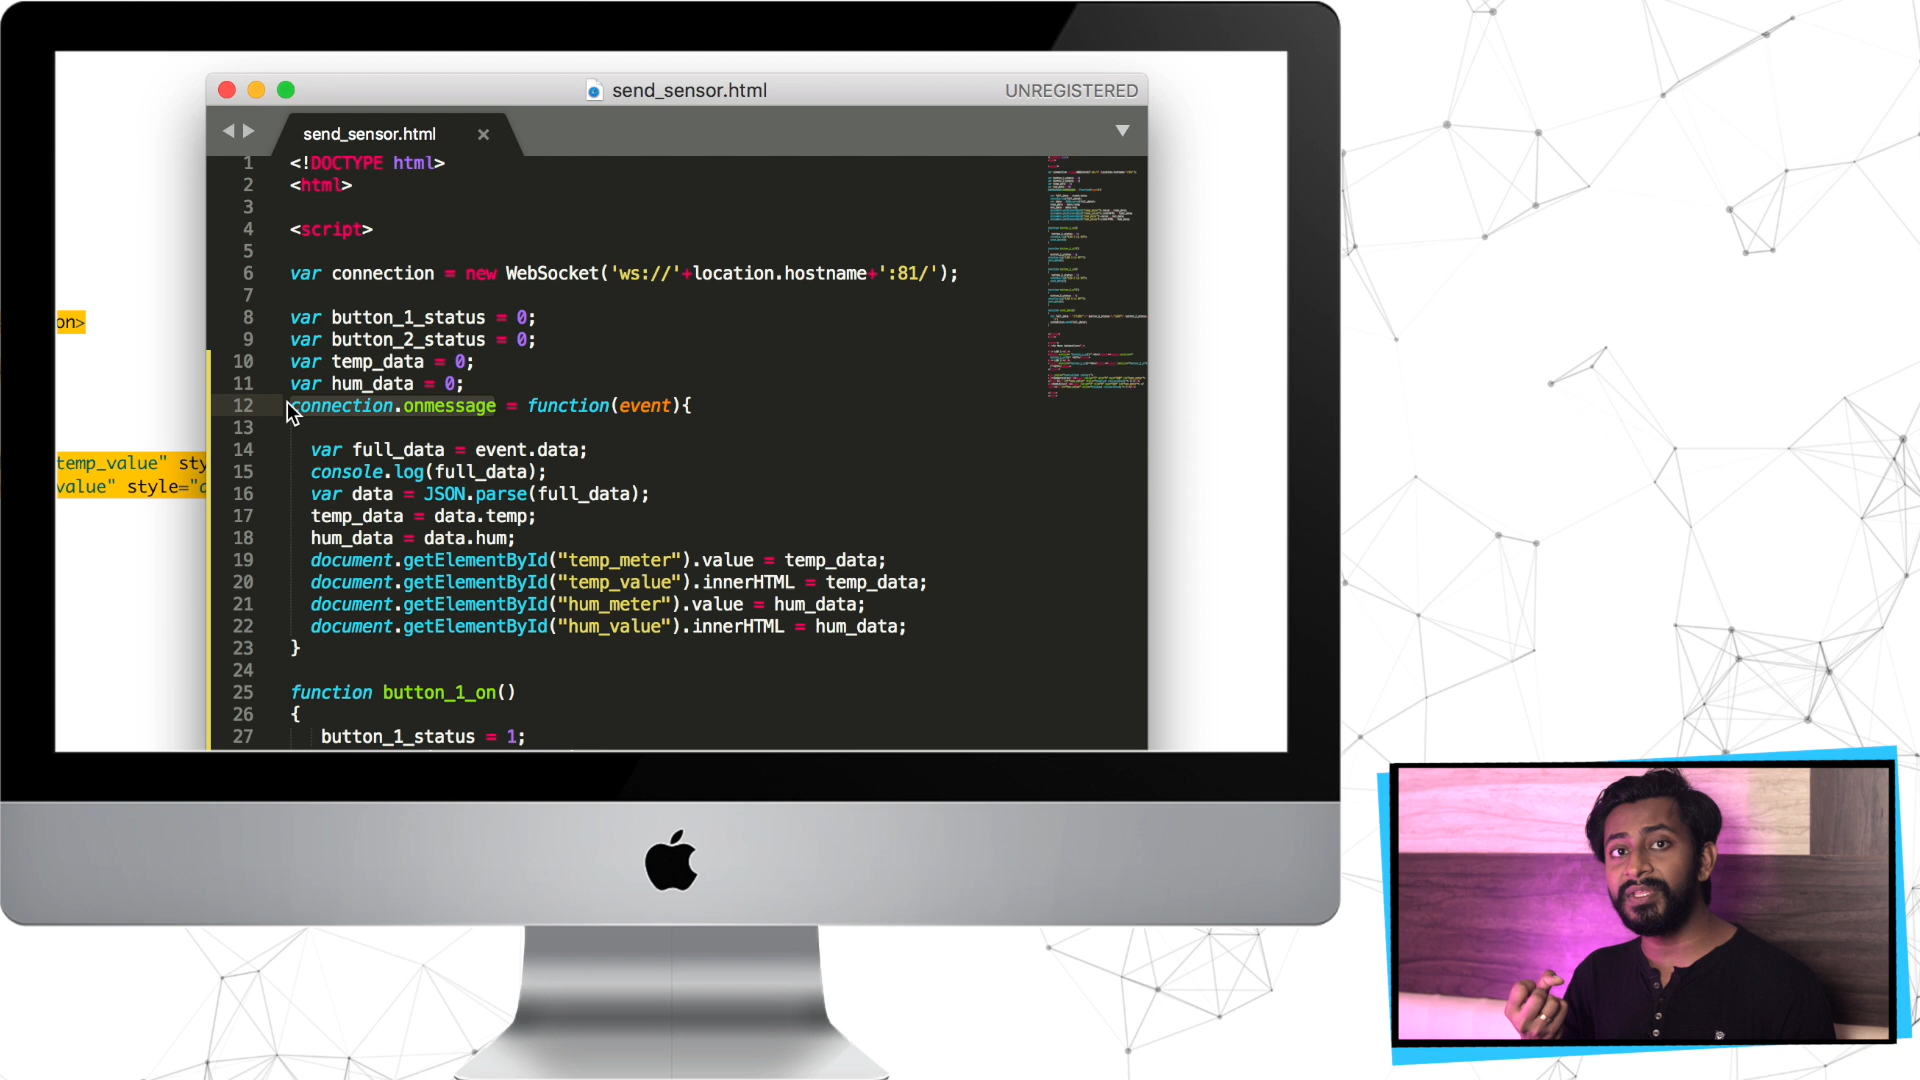 send_sensor.html
UNREGISTERED
send_sensor.html
1 <!DOCTYPE html>
2 <html>
3
4 <script>
5
6 var connection = new WebSocket('ws://'+location.hostname+':81/');
7
8 var button_1_status = 0;
9 var button_2_status = 0;
10 var temp_data = 0;
11 var hum_data = 0;
12 connection.onmessage = function(event){
13
14 var full_data = event.data;
15 console.log(full_data);
16 var data = JSON.parse(full_data);
17 temp_data = data.temp;
18 hum_data = data.hum;
19 document.getElementById("temp_meter").value = temp_data;
20 document.getElementById("temp_value").innerHTML = temp_data;
21 document.getElementById("hum_meter").value = hum_data;
22 document.getElementById("hum_value").innerHTML = hum_data;
23 }
24
25 function button_1_on()
26 {
27 button_1_status = 1;
on>
temp_value" sty
value" style="